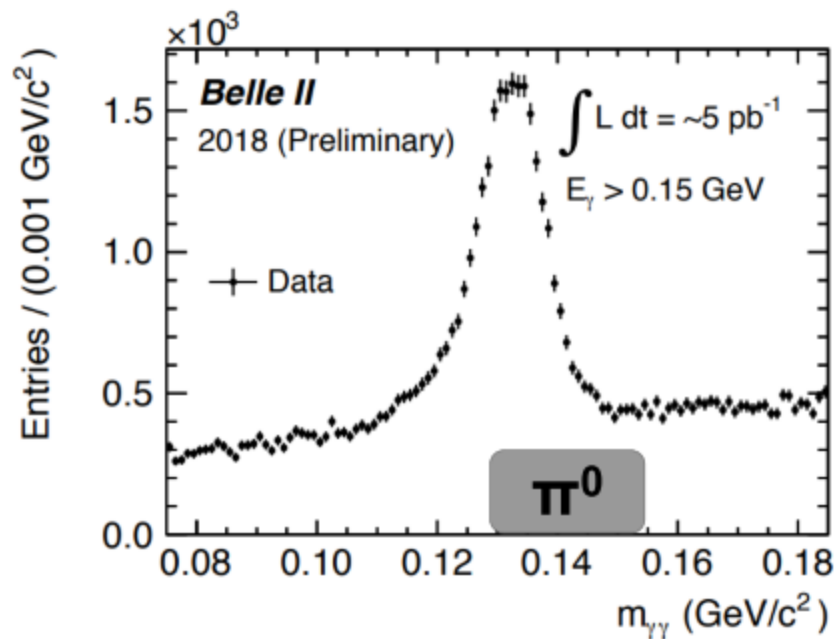 ×10³
Entries / (0.001 GeV/c²)
1.5
1.0
0.5
0.0
Belle II
2018 (Preliminary)
∫ L dt = ~5 pb⁻¹
E_γ > 0.15 GeV
Data
π⁰
0.08 0.10 0.12 0.14 0.16 0.18
m_γγ (GeV/c²)